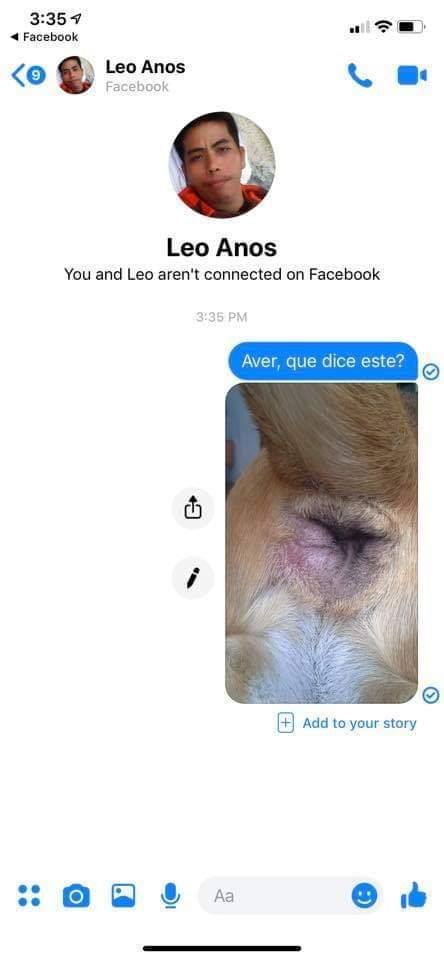 3:35
Facebook
9
Leo Anos
Facebook
Leo Anos
You and Leo aren't connected on Facebook
3:35 PM
Aver, que dice este?
Add to your story
Aa